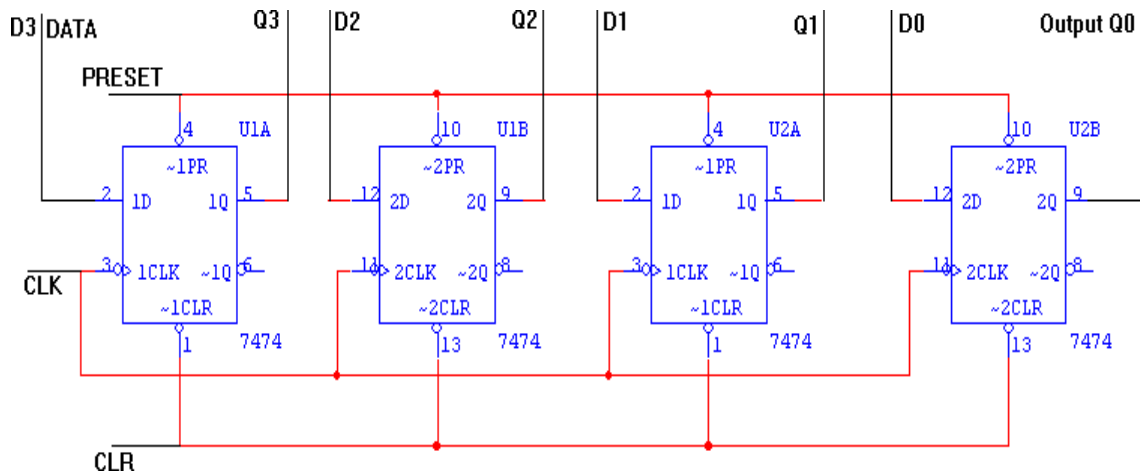 D3 DATA Q3 D2 Q2 D1 Q1 D0 Output Q0
PRESET
4 U1A 10 U1B 4 U2A 10 U2B
~1PR ~2PR ~1PR ~2PR
2 1D 1Q 5 12 2D 2Q 9 2 1D 1Q 5 12 2D 2Q 9
3 1CLK ~1Q 6 11 2CLK ~2Q 8 3 1CLK ~1Q 6 11 2CLK ~2Q 8
CLK
~1CLR ~2CLR ~1CLR ~2CLR
1 7474 13 7474 1 7474 13 7474
CLR